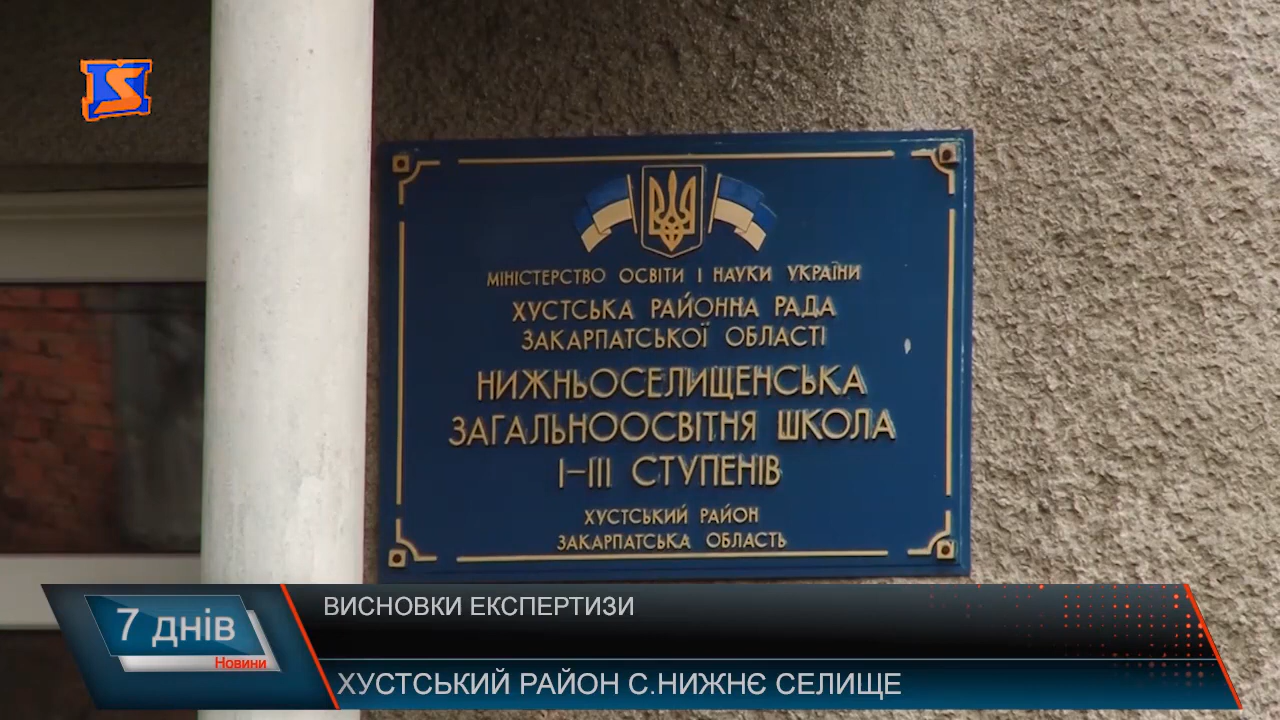 МІНІСТЕРСТВО ОСВІТИ І НАУКИ УКРАЇНИ
ХУСТСЬКА РАЙОННА РАДА
ЗАКАРПАТСЬКОЇ ОБЛАСТІ
НИЖНЬОСЕЛИЩЕНСЬКА
ЗАГАЛЬНООСВІТНЯ ШКОЛА
І–ІІІ СТУПЕНІВ
ХУСТСЬКИЙ РАЙОН
ЗАКАРПАТСЬКА ОБЛАСТЬ
7 днів
Новини
ВИСНОВКИ ЕКСПЕРТИЗИ
ХУСТСЬКИЙ РАЙОН С.НИЖНЄ СЕЛИЩЕ